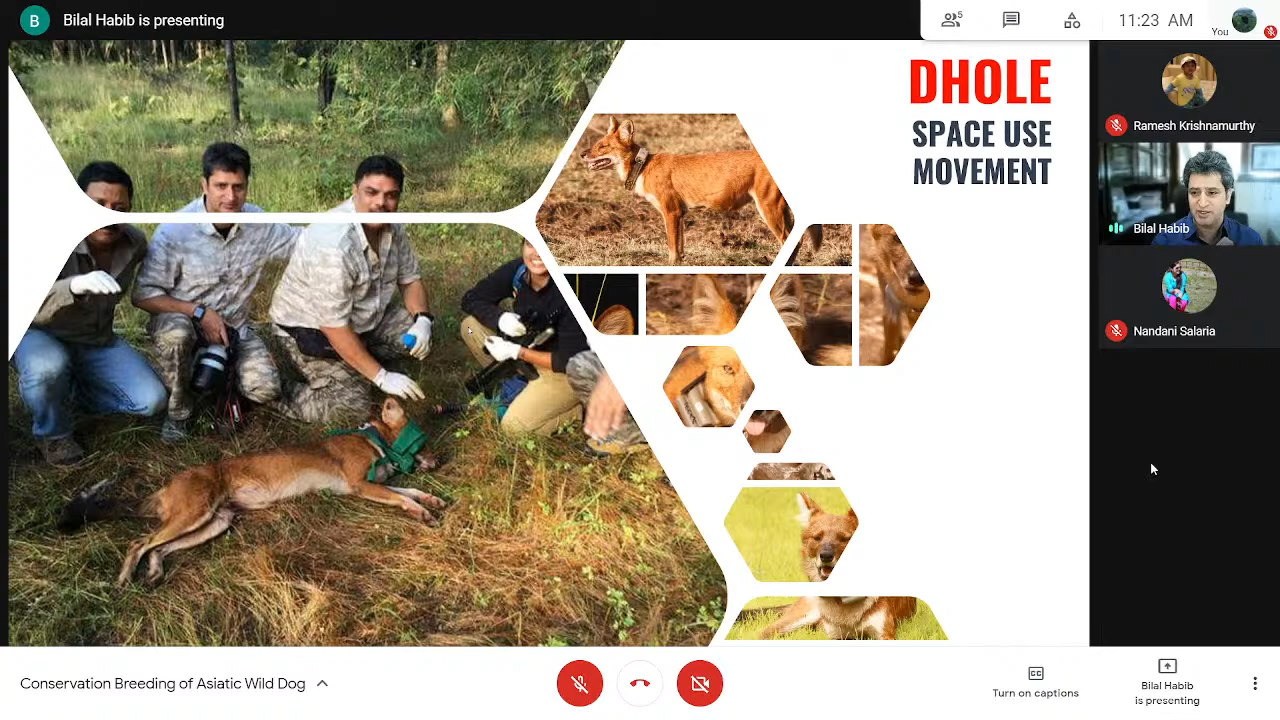 B Bilal Habib is presenting
5
11:23 AM
You
DHOLE
SPACE USE
MOVEMENT
Ramesh Krishnamurthy
Bilal Habib
Nandani Salaria
Conservation Breeding of Asiatic Wild Dog
CC
Turn on captions
Bilal Habib
is presenting